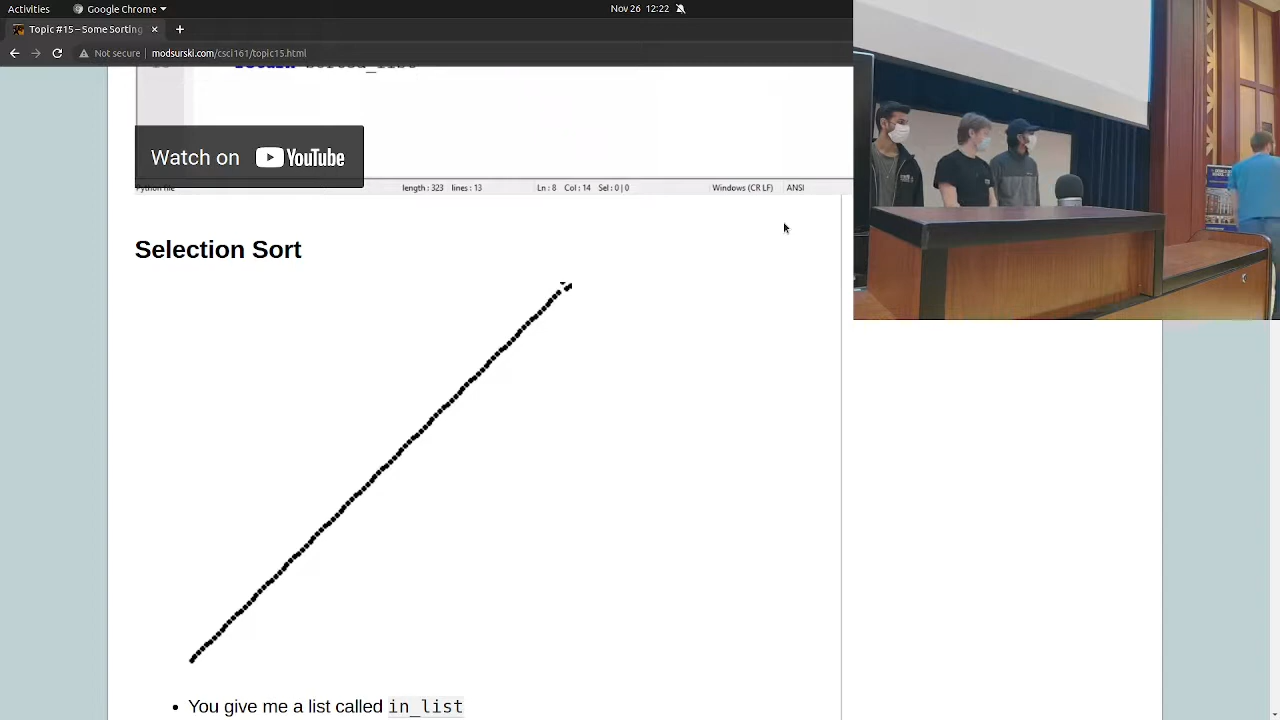 Activities
Google Chrome
Nov 26 12:22
Topic #15 – Some Sorting
Not secure
modsurski.com/csci161/topic15.html
Watch on YouTube
length : 323 lines : 13
Ln : 8 Col : 14 Sel : 0 | 0
Windows (CR LF)
ANSI
Selection Sort
You give me a list called in_list